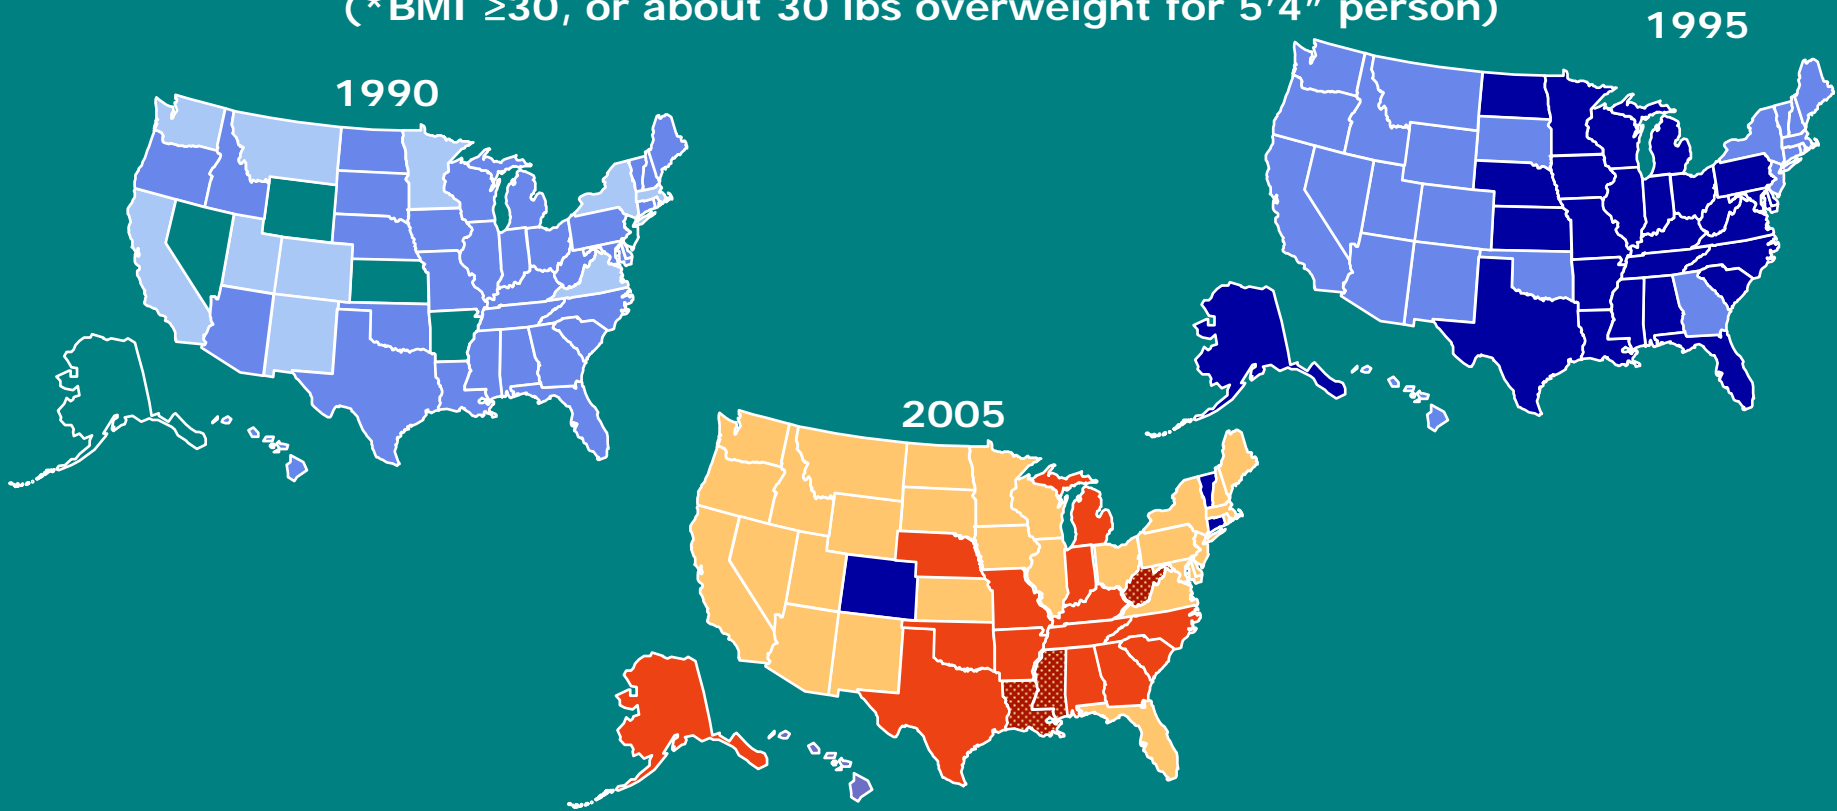 (*BMI ≥30, or about 30 lbs overweight for 5’4” person)
1995
1990
2005